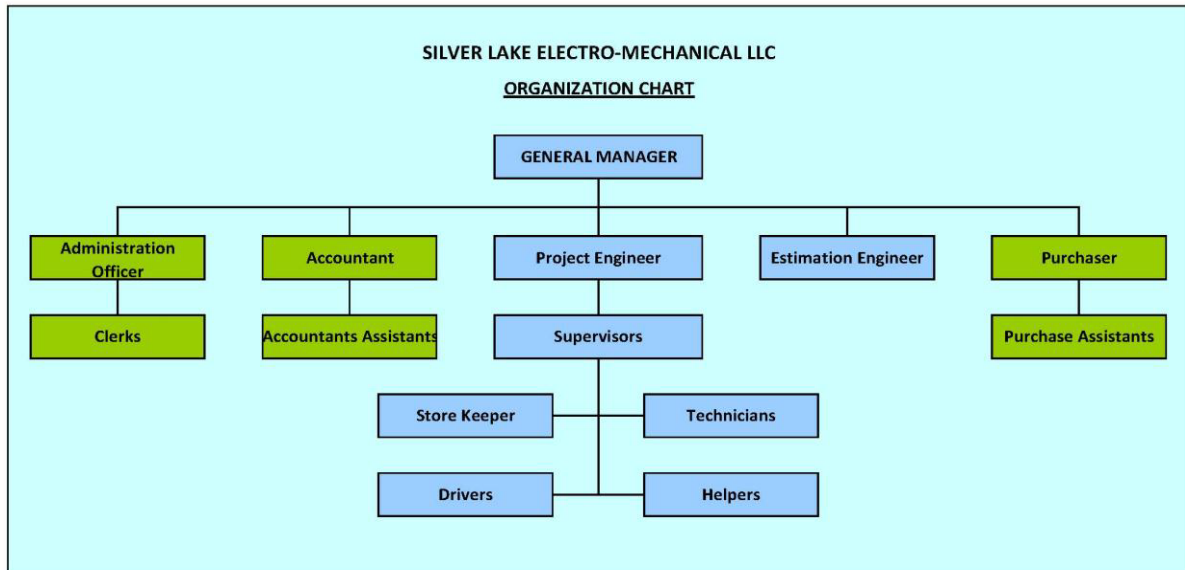 SILVER LAKE ELECTRO-MECHANICAL LLC
ORGANIZATION CHART
GENERAL MANAGER
Administration
Officer
Accountant
Project Engineer
Estimation Engineer
Purchaser
Clerks
Accountants Assistants
Supervisors
Purchase Assistants
Store Keeper
Technicians
Drivers
Helpers